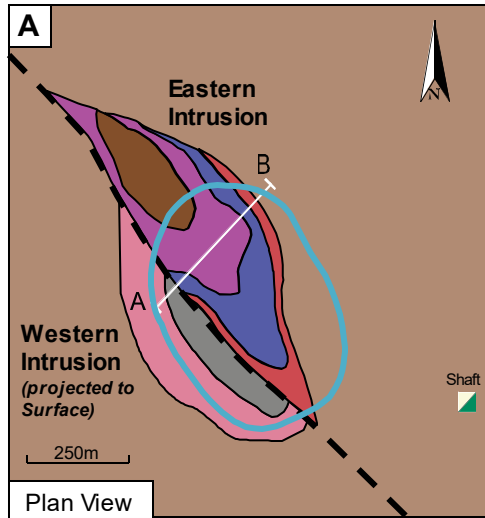 A
Eastern
Intrusion
N
B
A
Western
Intrusion
(projected to
Surface)
Shaft
250m
Plan View